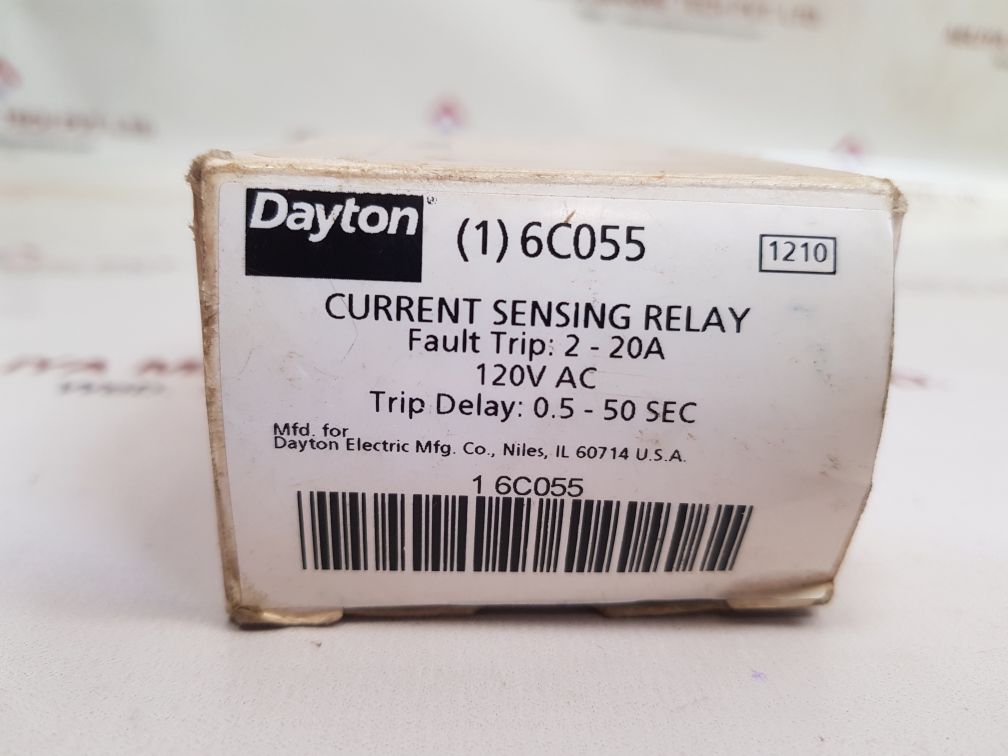 Dayton®
(1) 6C055
1210
CURRENT SENSING RELAY
Fault Trip: 2 - 20A
120V AC
Trip Delay: 0.5 - 50 SEC
Mfd. for
Dayton Electric Mfg. Co., Niles, IL 60714 U.S.A.
1 6C055